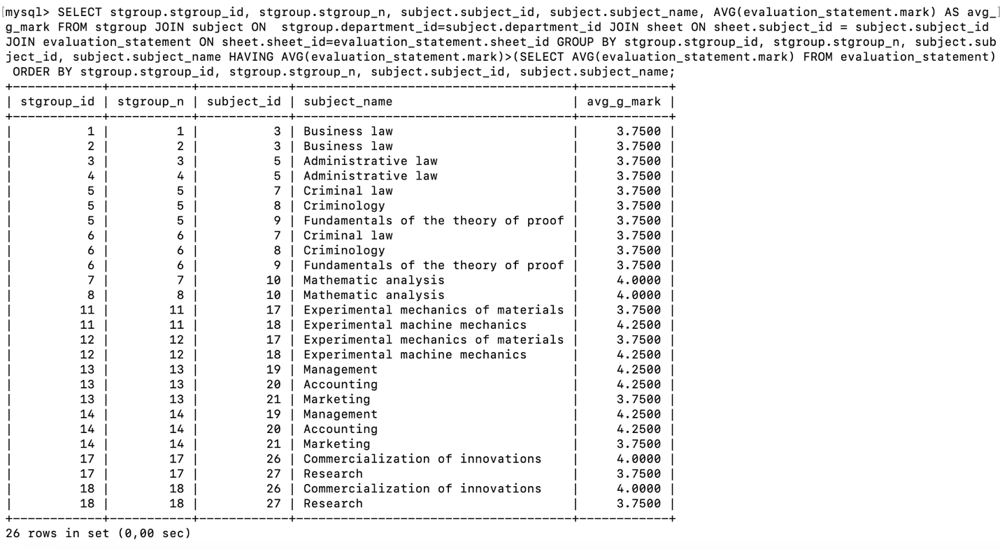 [mysql> SELECT stgroup.stgroup_id, stgroup.stgroup_n, subject.subject_id, subject.subject_name, AVG(evaluation_statement.mark) AS avg_]
g_mark FROM stgroup JOIN subject ON  stgroup.department_id=subject.department_id JOIN sheet ON sheet.subject_id = subject.subject_id
JOIN evaluation_statement ON sheet.sheet_id=evaluation_statement.sheet_id GROUP BY stgroup.stgroup_id, stgroup.stgroup_n, subject.sub
ject_id, subject.subject_name HAVING AVG(evaluation_statement.mark)>(SELECT AVG(evaluation_statement.mark) FROM evaluation_statement)
 ORDER BY stgroup.stgroup_id, stgroup.stgroup_n, subject.subject_id, subject.subject_name;
+------------+-----------+------------+--------------------------------------+------------+
| stgroup_id | stgroup_n | subject_id | subject_name                         | avg_g_mark |
+------------+-----------+------------+--------------------------------------+------------+
|          1 |         1 |          3 | Business law                         |     3.7500 |
|          2 |         2 |          3 | Business law                         |     3.7500 |
|          3 |         3 |          5 | Administrative law                   |     3.7500 |
|          4 |         4 |          5 | Administrative law                   |     3.7500 |
|          5 |         5 |          7 | Criminal law                         |     3.7500 |
|          5 |         5 |          8 | Criminology                          |     3.7500 |
|          5 |         5 |          9 | Fundamentals of the theory of proof  |     3.7500 |
|          6 |         6 |          7 | Criminal law                         |     3.7500 |
|          6 |         6 |          8 | Criminology                          |     3.7500 |
|          6 |         6 |          9 | Fundamentals of the theory of proof  |     3.7500 |
|          7 |         7 |         10 | Mathematic analysis                  |     4.0000 |
|          8 |         8 |         10 | Mathematic analysis                  |     4.0000 |
|         11 |        11 |         17 | Experimental mechanics of materials  |     3.7500 |
|         11 |        11 |         18 | Experimental machine mechanics       |     4.2500 |
|         12 |        12 |         17 | Experimental mechanics of materials  |     3.7500 |
|         12 |        12 |         18 | Experimental machine mechanics       |     4.2500 |
|         13 |        13 |         19 | Management                           |     4.2500 |
|         13 |        13 |         20 | Accounting                           |     4.2500 |
|         13 |        13 |         21 | Marketing                            |     3.7500 |
|         14 |        14 |         19 | Management                           |     4.2500 |
|         14 |        14 |         20 | Accounting                           |     4.2500 |
|         14 |        14 |         21 | Marketing                            |     3.7500 |
|         17 |        17 |         26 | Commercialization of innovations     |     4.0000 |
|         17 |        17 |         27 | Research                             |     3.7500 |
|         18 |        18 |         26 | Commercialization of innovations     |     4.0000 |
|         18 |        18 |         27 | Research                             |     3.7500 |
+------------+-----------+------------+--------------------------------------+------------+
26 rows in set (0,00 sec)